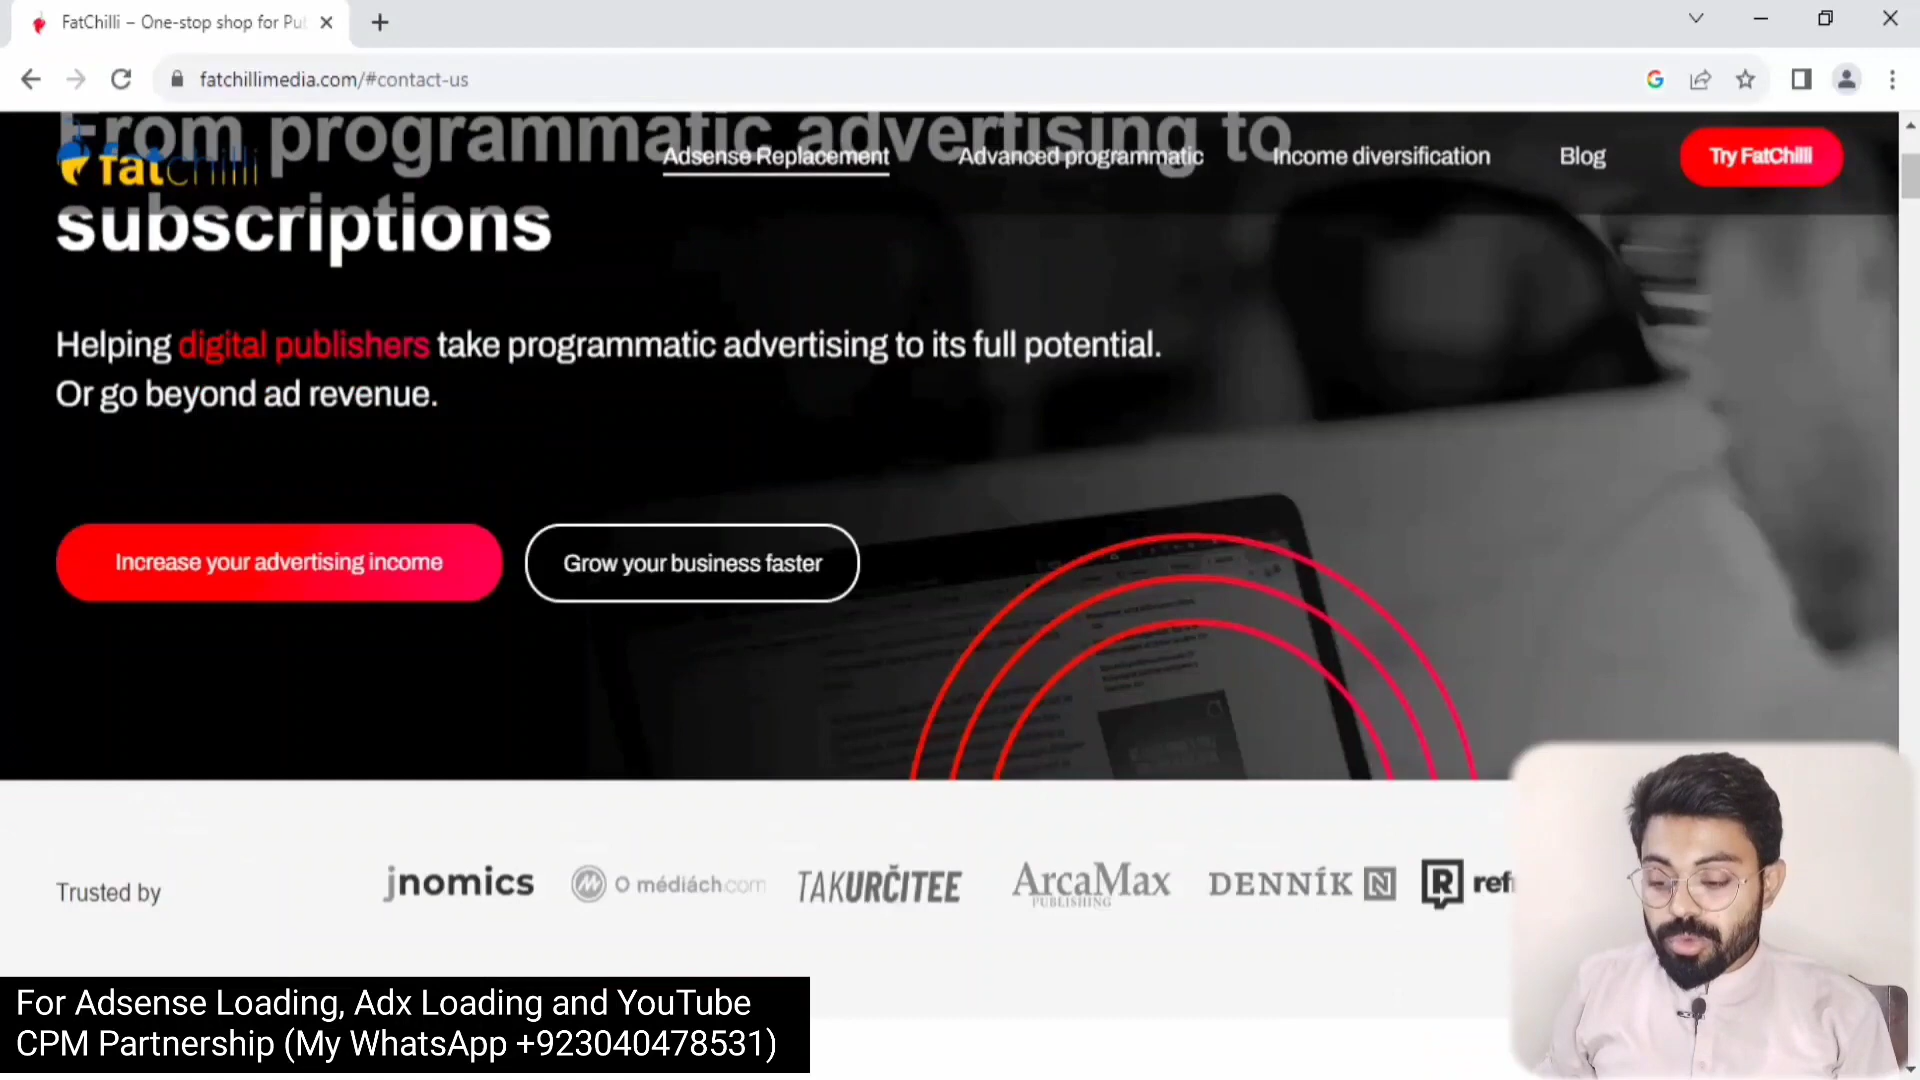 FatChilli – One-stop shop for Pu
fatchillimedia.com/#contact-us
From programmatic advertising to
fatchilli
Adsense Replacement
Advanced programmatic
Income diversification
Blog
Try FatChilli
subscriptions
Helping digital publishers take programmatic advertising to its full potential.
Or go beyond ad revenue.
Increase your advertising income
Grow your business faster
Trusted by
jnomics
O médiách.com
TAKURČITEE
ArcaMax
PUBLISHING
DENNÍK N
R ref
For Adsense Loading, Adx Loading and YouTube
CPM Partnership (My WhatsApp +923040478531)